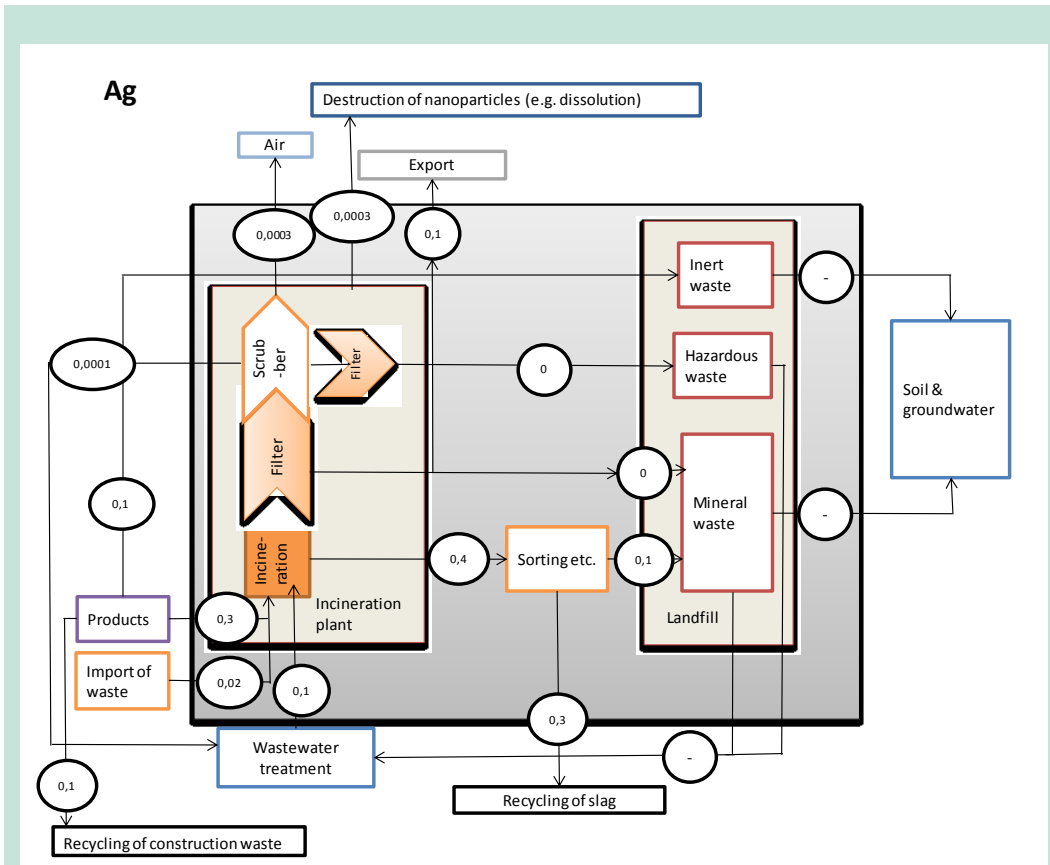 Ag
Destruction of nanoparticles (e.g. dissolution)
Air
Export
0,0003
0,0003
0,1
Inert
waste
-
Scrub
-ber
Filter
0,0001
0
Hazardous
waste
Soil &
groundwater
Filter
0
Mineral
waste
0,1
-
Incine-
ration
0,4
Sorting etc.
0,1
Incineration
plant
Landfill
Products
0,3
Import of
waste
0,02
0,1
0,3
Wastewater
treatment
-
0,1
Recycling of slag
Recycling of construction waste